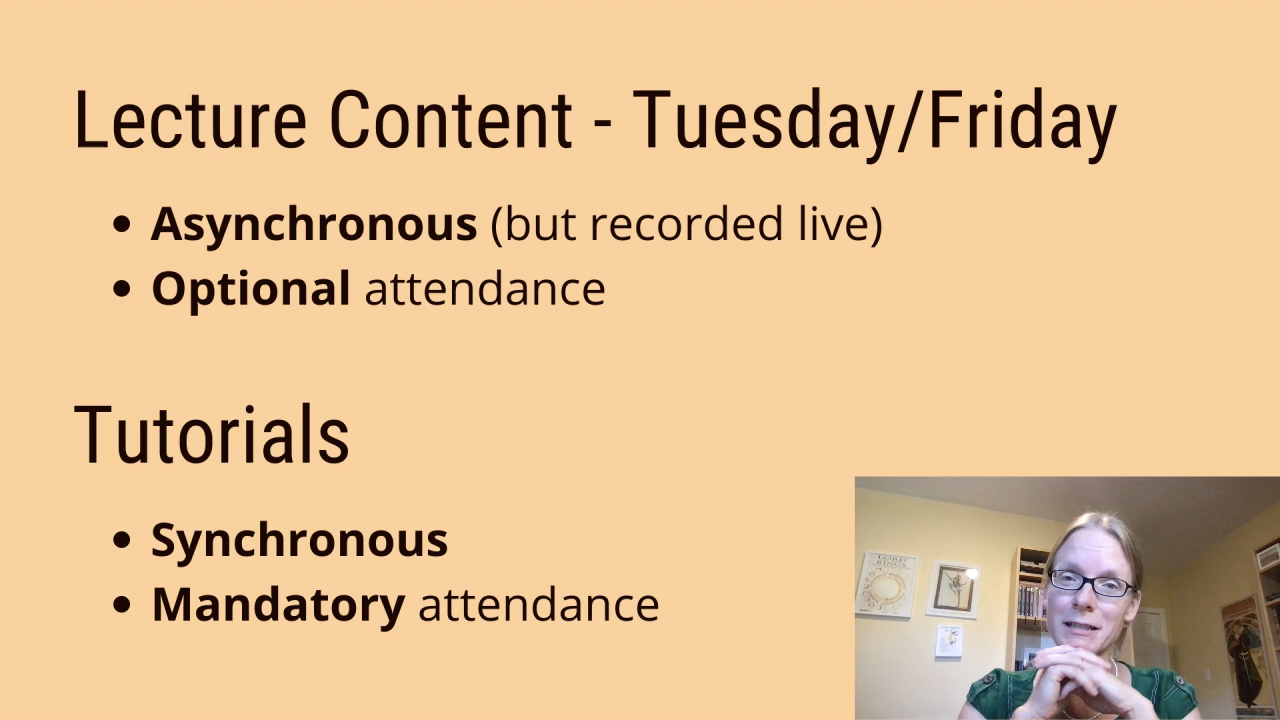 Lecture Content - Tuesday/Friday
• Asynchronous (but recorded live)
• Optional attendance
Tutorials
• Synchronous
• Mandatory attendance